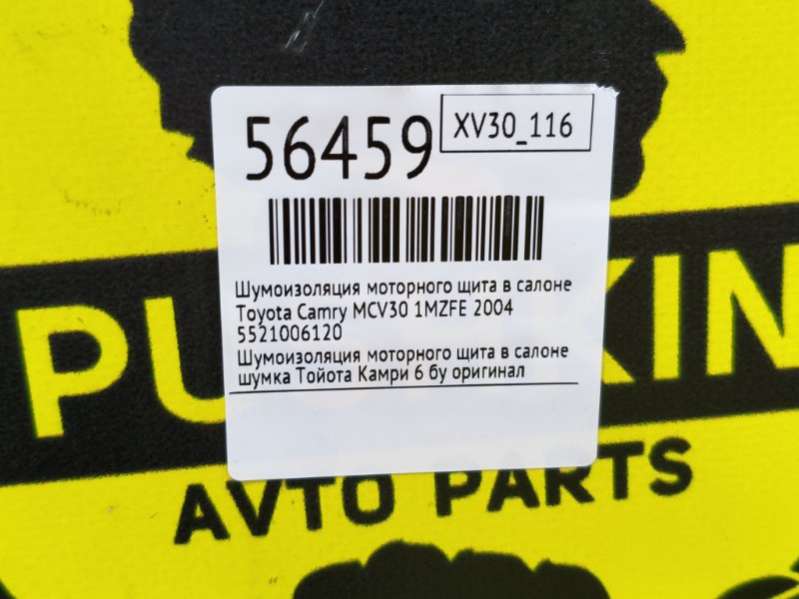 56459
XV30_116
Шумоизоляция моторного щита в салоне
Toyota Camry MCV30 1MZFE 2004
5521006120
Шумоизоляция моторного щита в салоне
шумка Тойота Камри 6 бу оригинал
AVTO PARTS